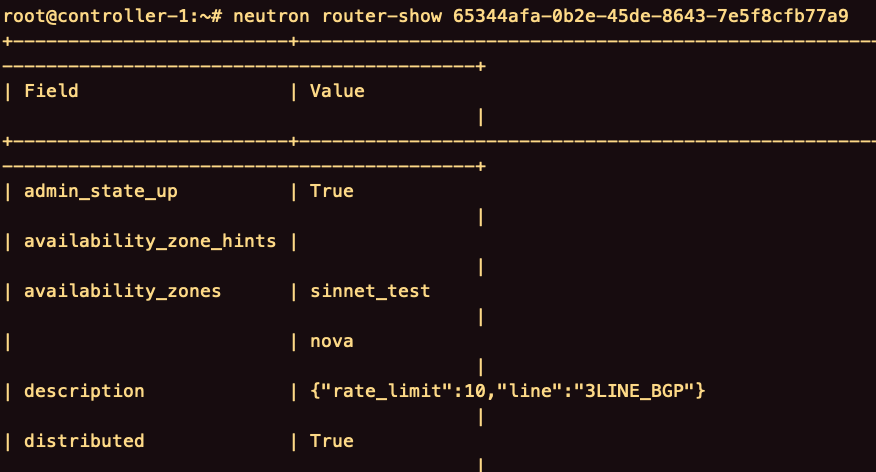 root@controller-1:~# neutron router-show 65344afa-0b2e-45de-8643-7e5f8cfb77a9
+-------------------------+----------------------------------------------------
-------------------------------------------+
| Field                   | Value
                                           |
+-------------------------+----------------------------------------------------
-------------------------------------------+
| admin_state_up          | True
                                           |
| availability_zone_hints |
                                           |
| availability_zones      | sinnet_test
                                           |
|                         | nova
                                           |
| description             | {"rate_limit":10,"line":"3LINE_BGP"}
                                           |
| distributed             | True
                                           |